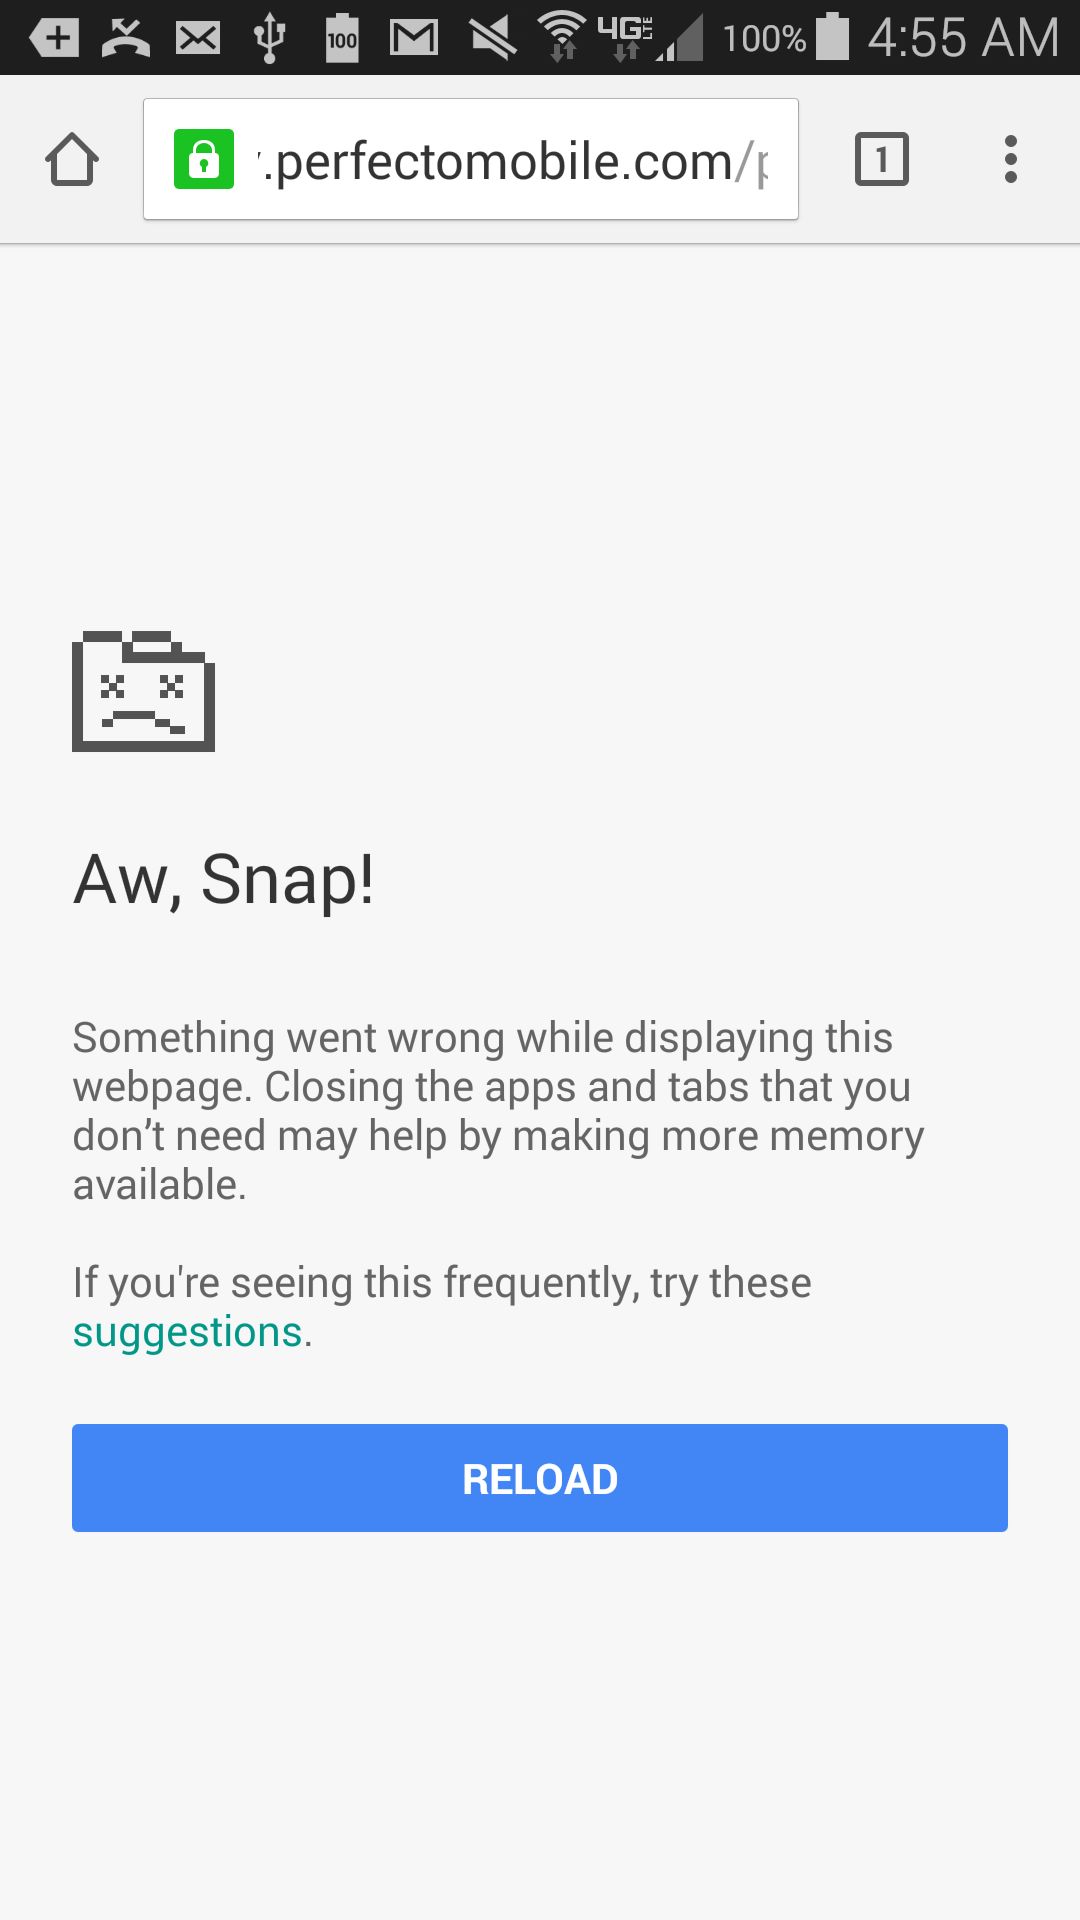 100 4G LTE 100% 4:55 AM
.perfectomobile.com/p
1
Aw, Snap!
Something went wrong while displaying this
webpage. Closing the apps and tabs that you
don’t need may help by making more memory
available.
If you're seeing this frequently, try these
suggestions.
RELOAD